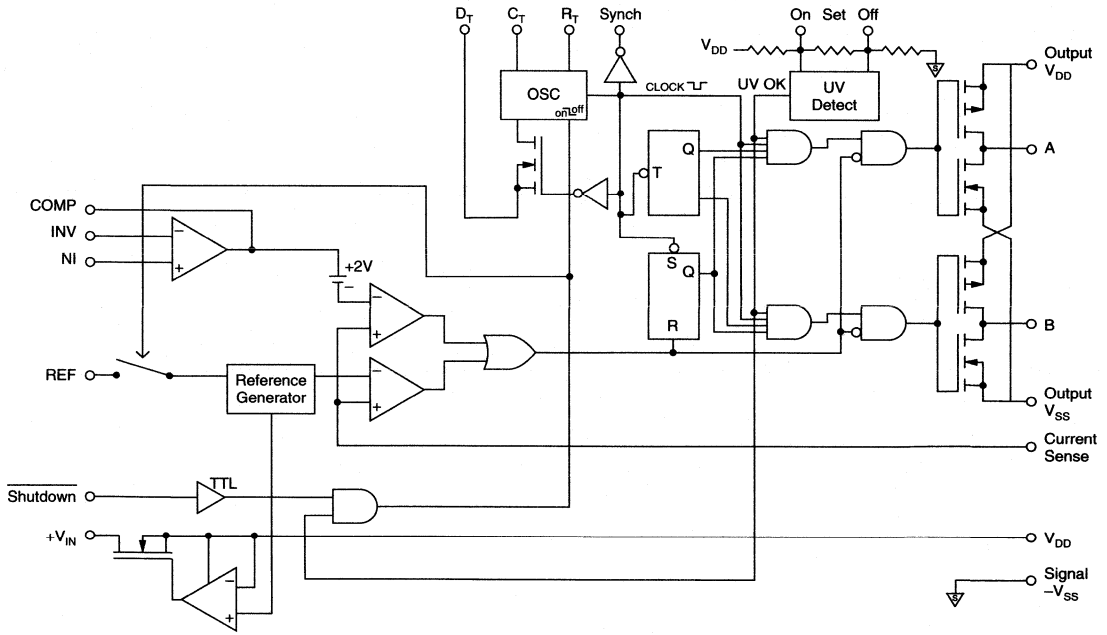 D_T C_T R_T Synch On Set Off
V_DD
Output
V_DD
CLOCK
UV OK
UV
Detect
OSC
on off
Q
T
A
COMP
INV
NI
−
+
+2V
−
S
Q
R
−
+
B
REF
Reference
Generator
−
+
Output
V_SS
Current
Sense
Shutdown
TTL
+V_IN
V_DD
−
+
S
S
Signal
–V_SS